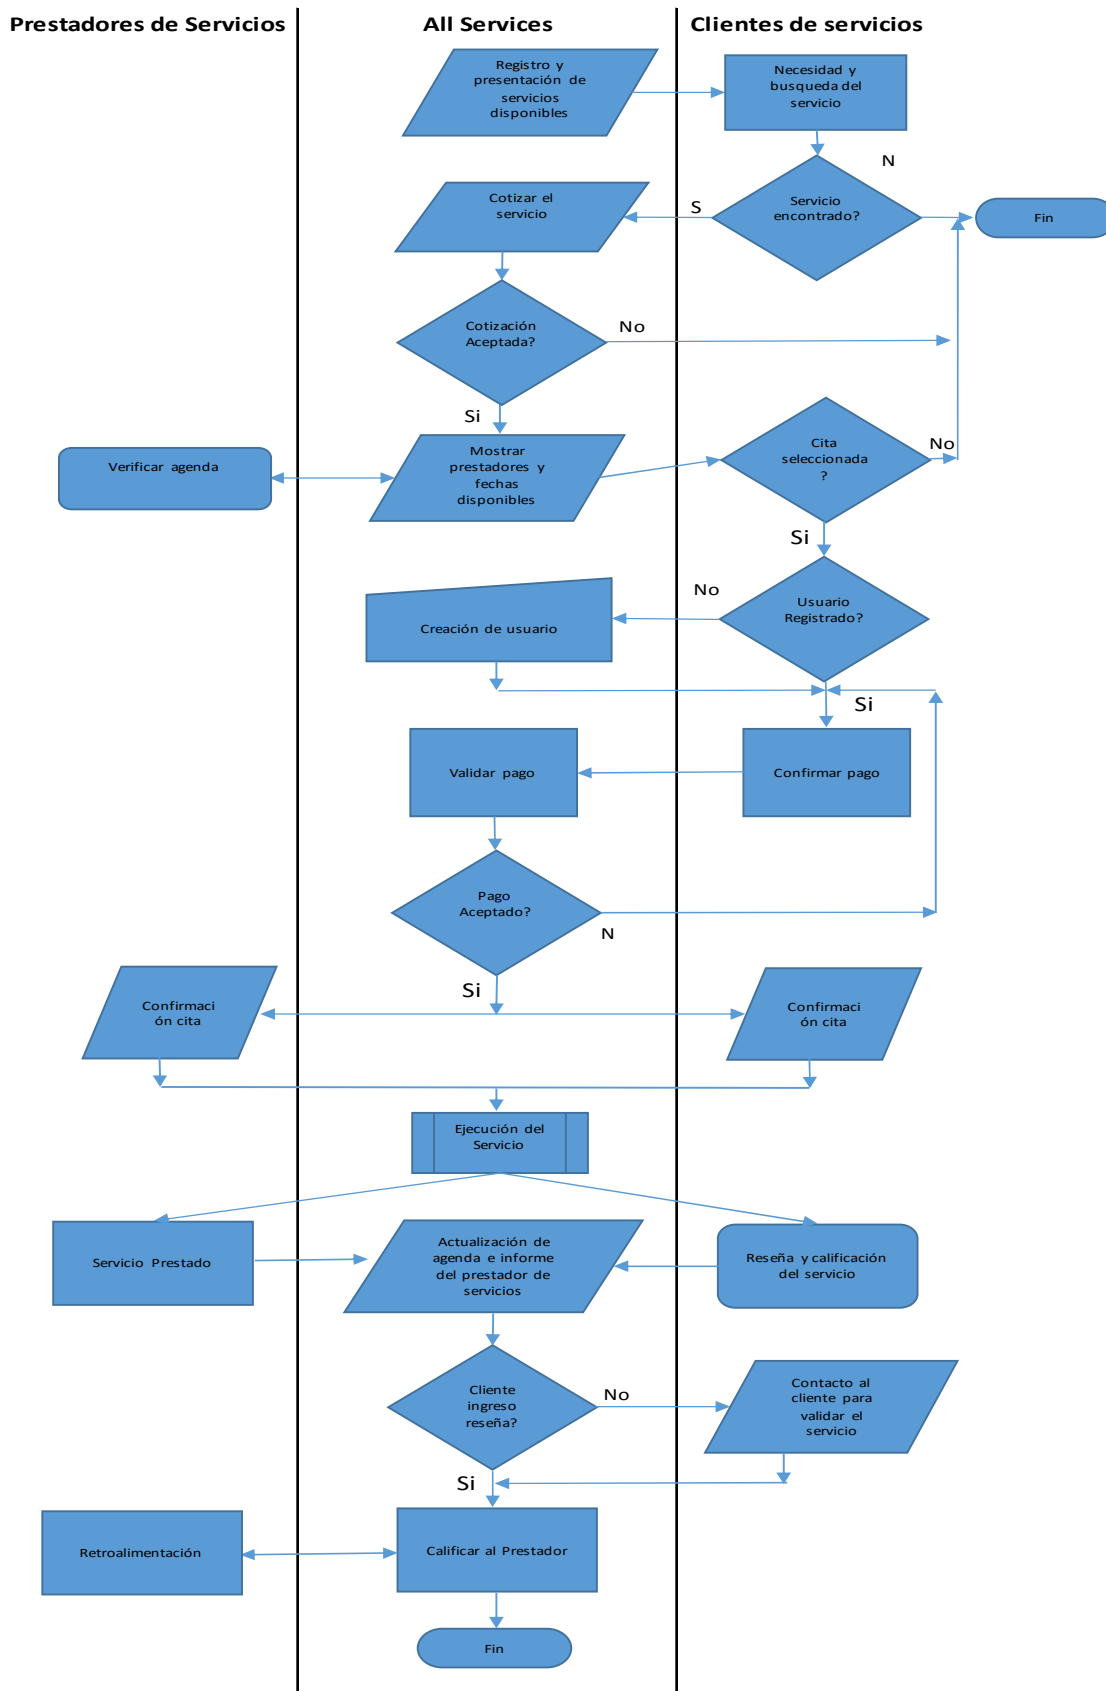 Prestadores de Servicios
All Services
Clientes de servicios
Registro y
presentación de
servicios
disponibles
Necesidad y
busqueda del
servicio
N
Servicio
encontrado?
S
Fin
Cotizar el
servicio
Cotización
Aceptada?
No
Si
Verificar agenda
Mostrar
prestadores y
fechas
disponibles
Cita
seleccionada
?
No
Si
Usuario
Registrado?
No
Creación de usuario
Si
Validar pago
Confirmar pago
Pago
Aceptado?
N
Si
Confirmaci
ón cita
Confirmaci
ón cita
Ejecución del
Servicio
Servicio Prestado
Actualización de
agenda e informe
del prestador de
servicios
Reseña y calificación
del servicio
Cliente
ingreso
reseña?
No
Contacto al
cliente para
validar el
servicio
Si
Retroalimentación
Calificar al Prestador
Fin